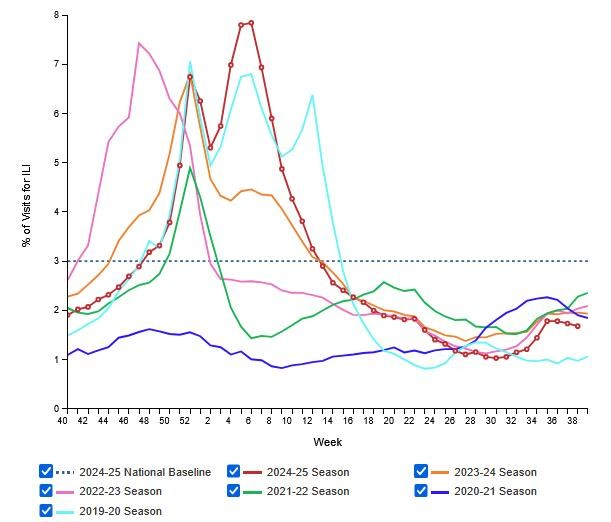 8
7
6
5
4
3
2
1
0
% of Visits for ILI
40 42 44 46 48 50 52 2 4 6 8 10 12 14 16 18 20 22 24 26 28 30 32 34 36 38
Week
2024-25 National Baseline 2024-25 Season 2023-24 Season
2022-23 Season 2021-22 Season 2020-21 Season
2019-20 Season